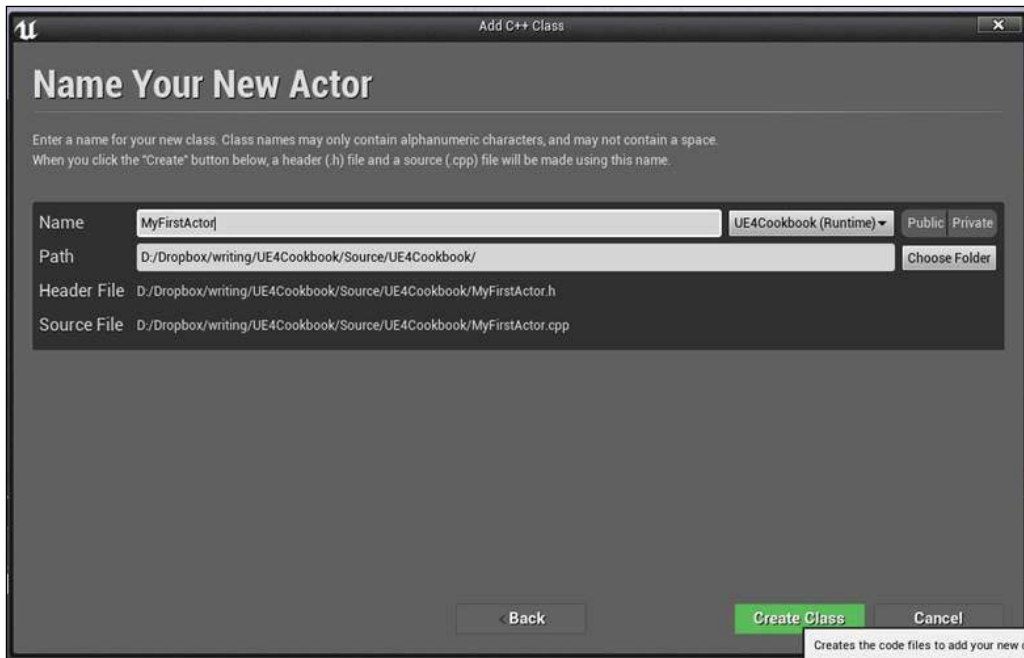 Add C++ Class
Name Your New Actor
Enter a name for your new class. Class names may only contain alphanumeric characters, and may not contain a space.
When you click the "Create" button below, a header (.h) file and a source (.cpp) file will be made using this name.
Name MyFirstActor UE4Cookbook (Runtime) Public Private
Path D:/Dropbox/writing/UE4Cookbook/Source/UE4Cookbook/ Choose Folder
Header File D:/Dropbox/writing/UE4Cookbook/Source/UE4Cookbook/MyFirstActor.h
Source File D:/Dropbox/writing/UE4Cookbook/Source/UE4Cookbook/MyFirstActor.cpp
Back Create Class Cancel
Creates the code files to add your new